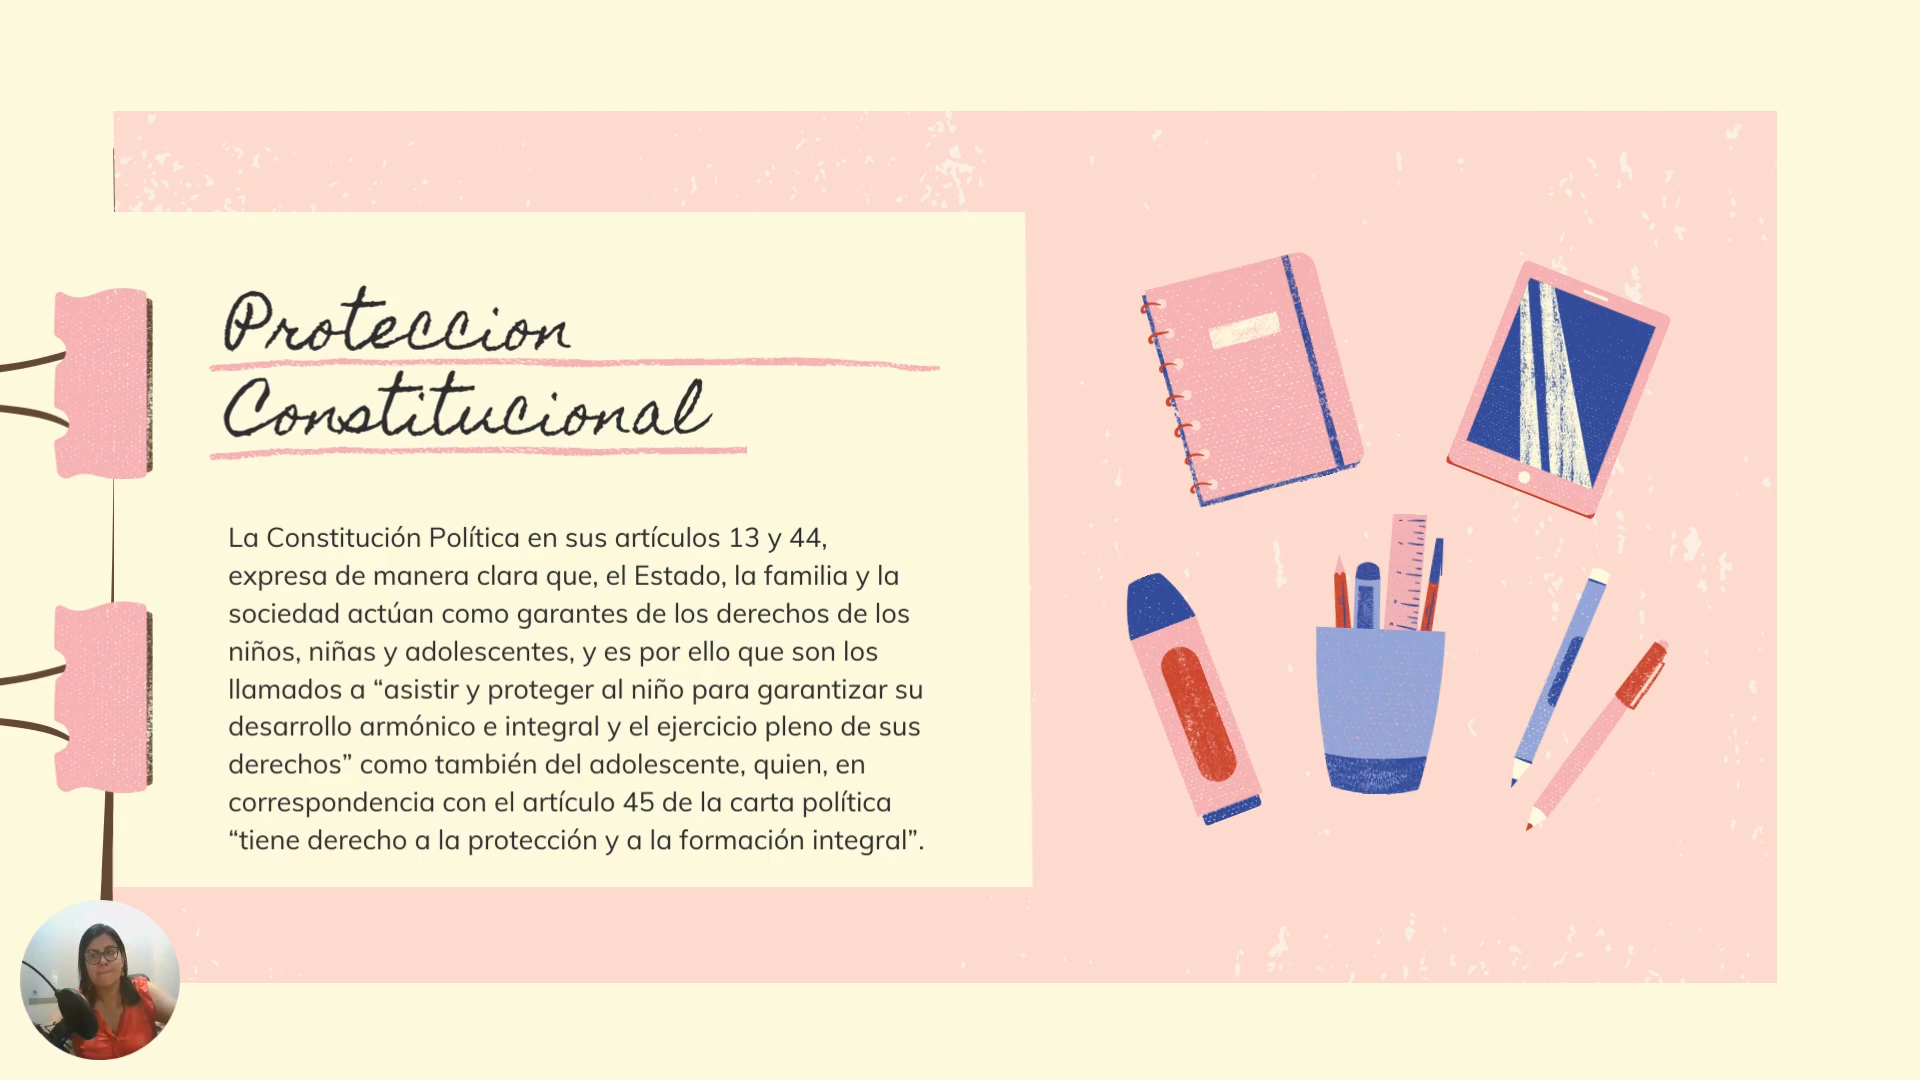 Proteccion
Constitucional
La Constitución Política en sus artículos 13 y 44,
expresa de manera clara que, el Estado, la familia y la
sociedad actúan como garantes de los derechos de los
niños, niñas y adolescentes, y es por ello que son los
llamados a “asistir y proteger al niño para garantizar su
desarrollo armónico e integral y el ejercicio pleno de sus
derechos” como también del adolescente, quien, en
correspondencia con el artículo 45 de la carta política
“tiene derecho a la protección y a la formación integral”.